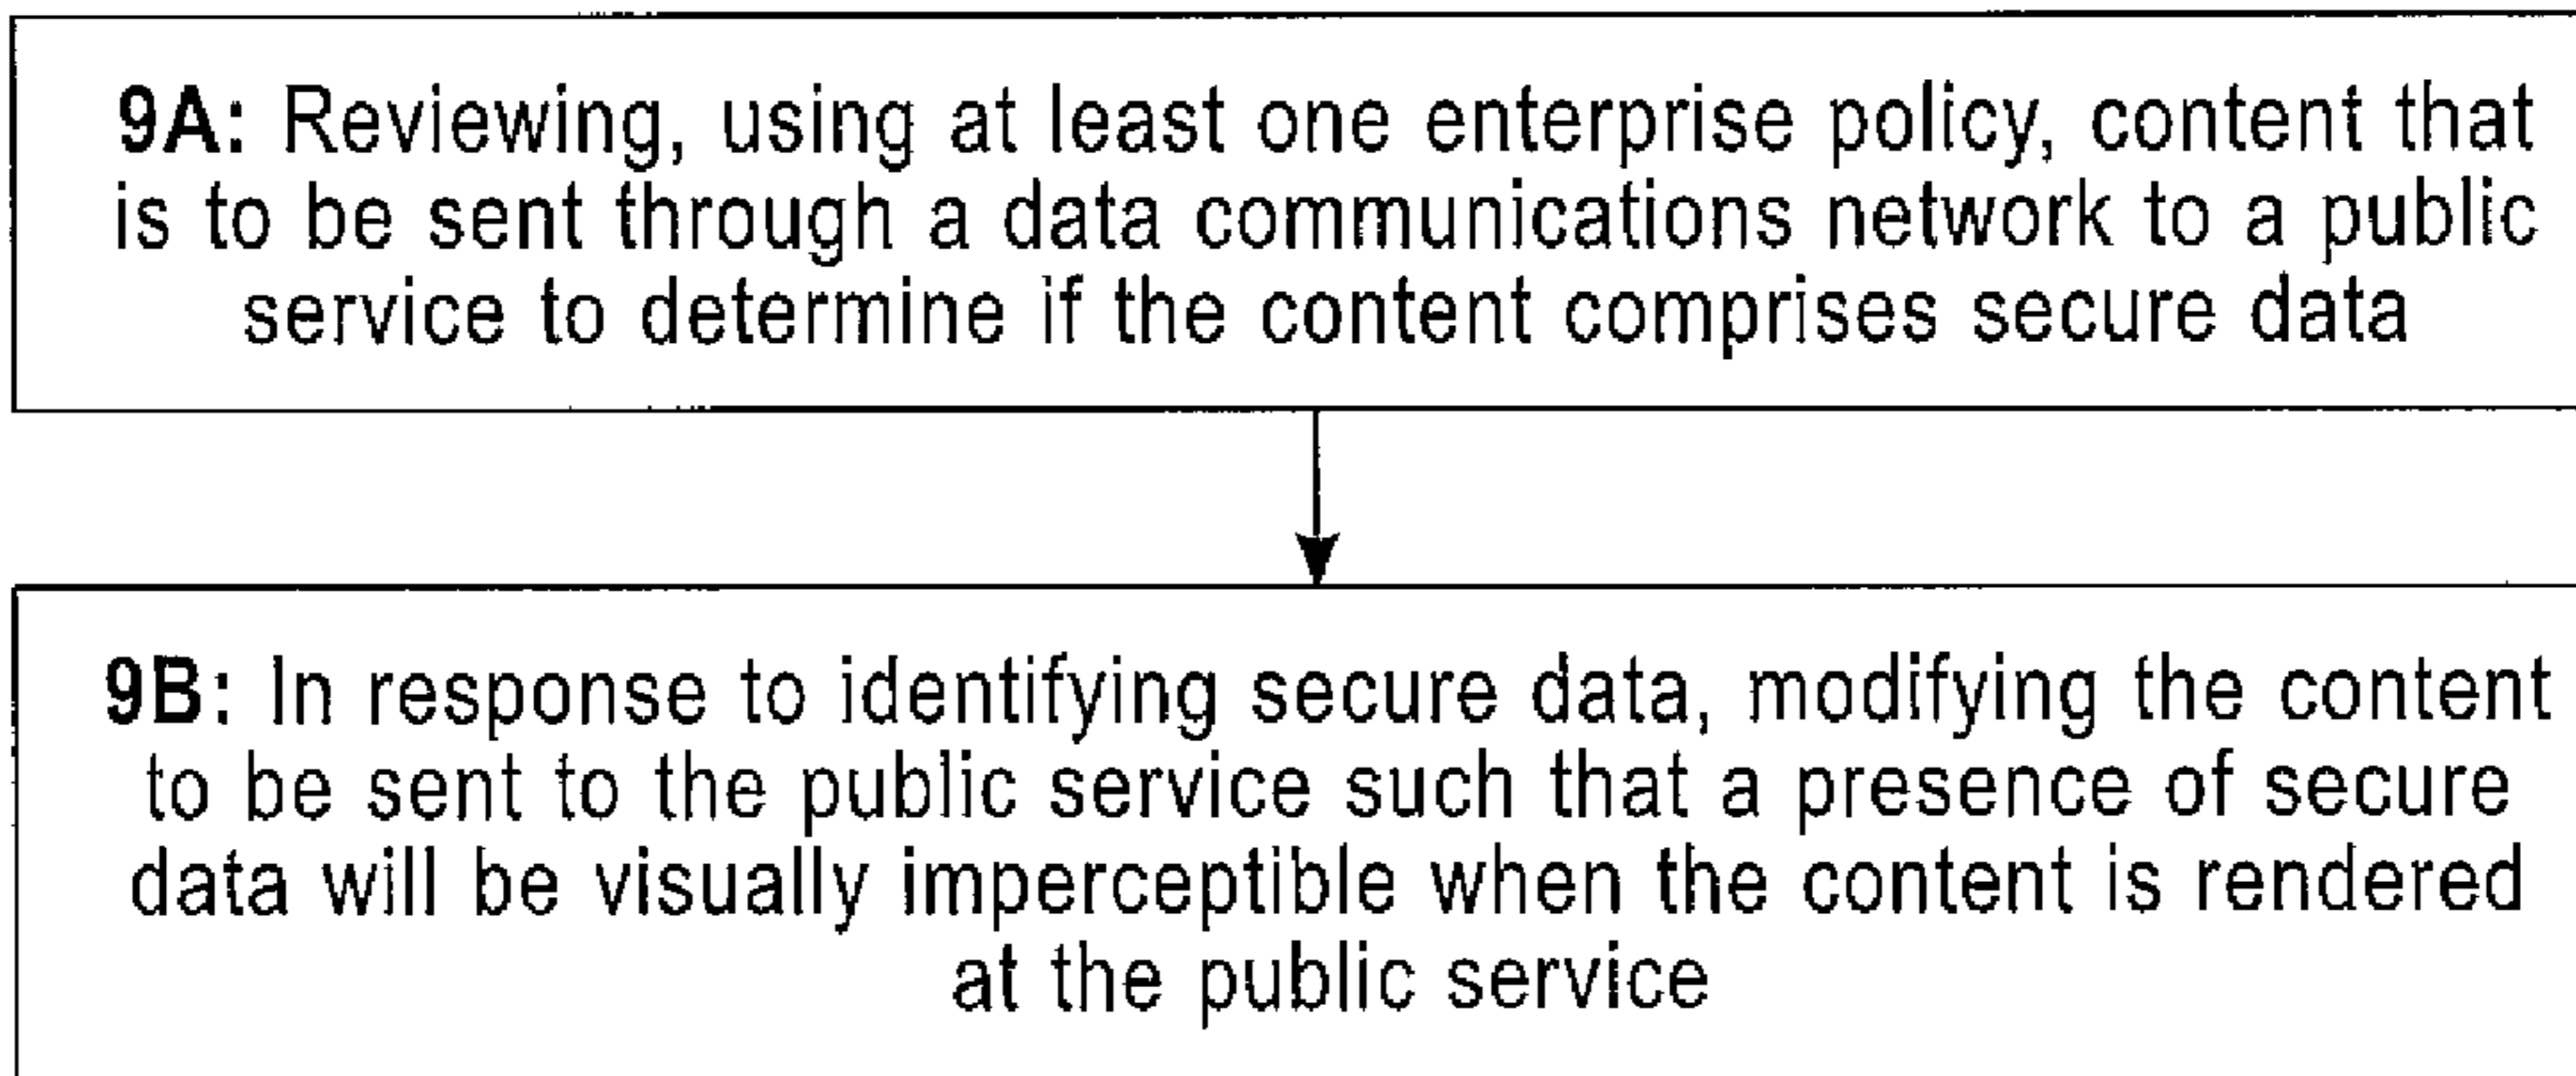 9A: Reviewing, using at least one enterprise policy, content that
is to be sent through a data communications network to a public
service to determine if the content comprises secure data
9B: In response to identifying secure data, modifying the content
to be sent to the public service such that a presence of secure
data will be visually imperceptible when the content is rendered
at the public service